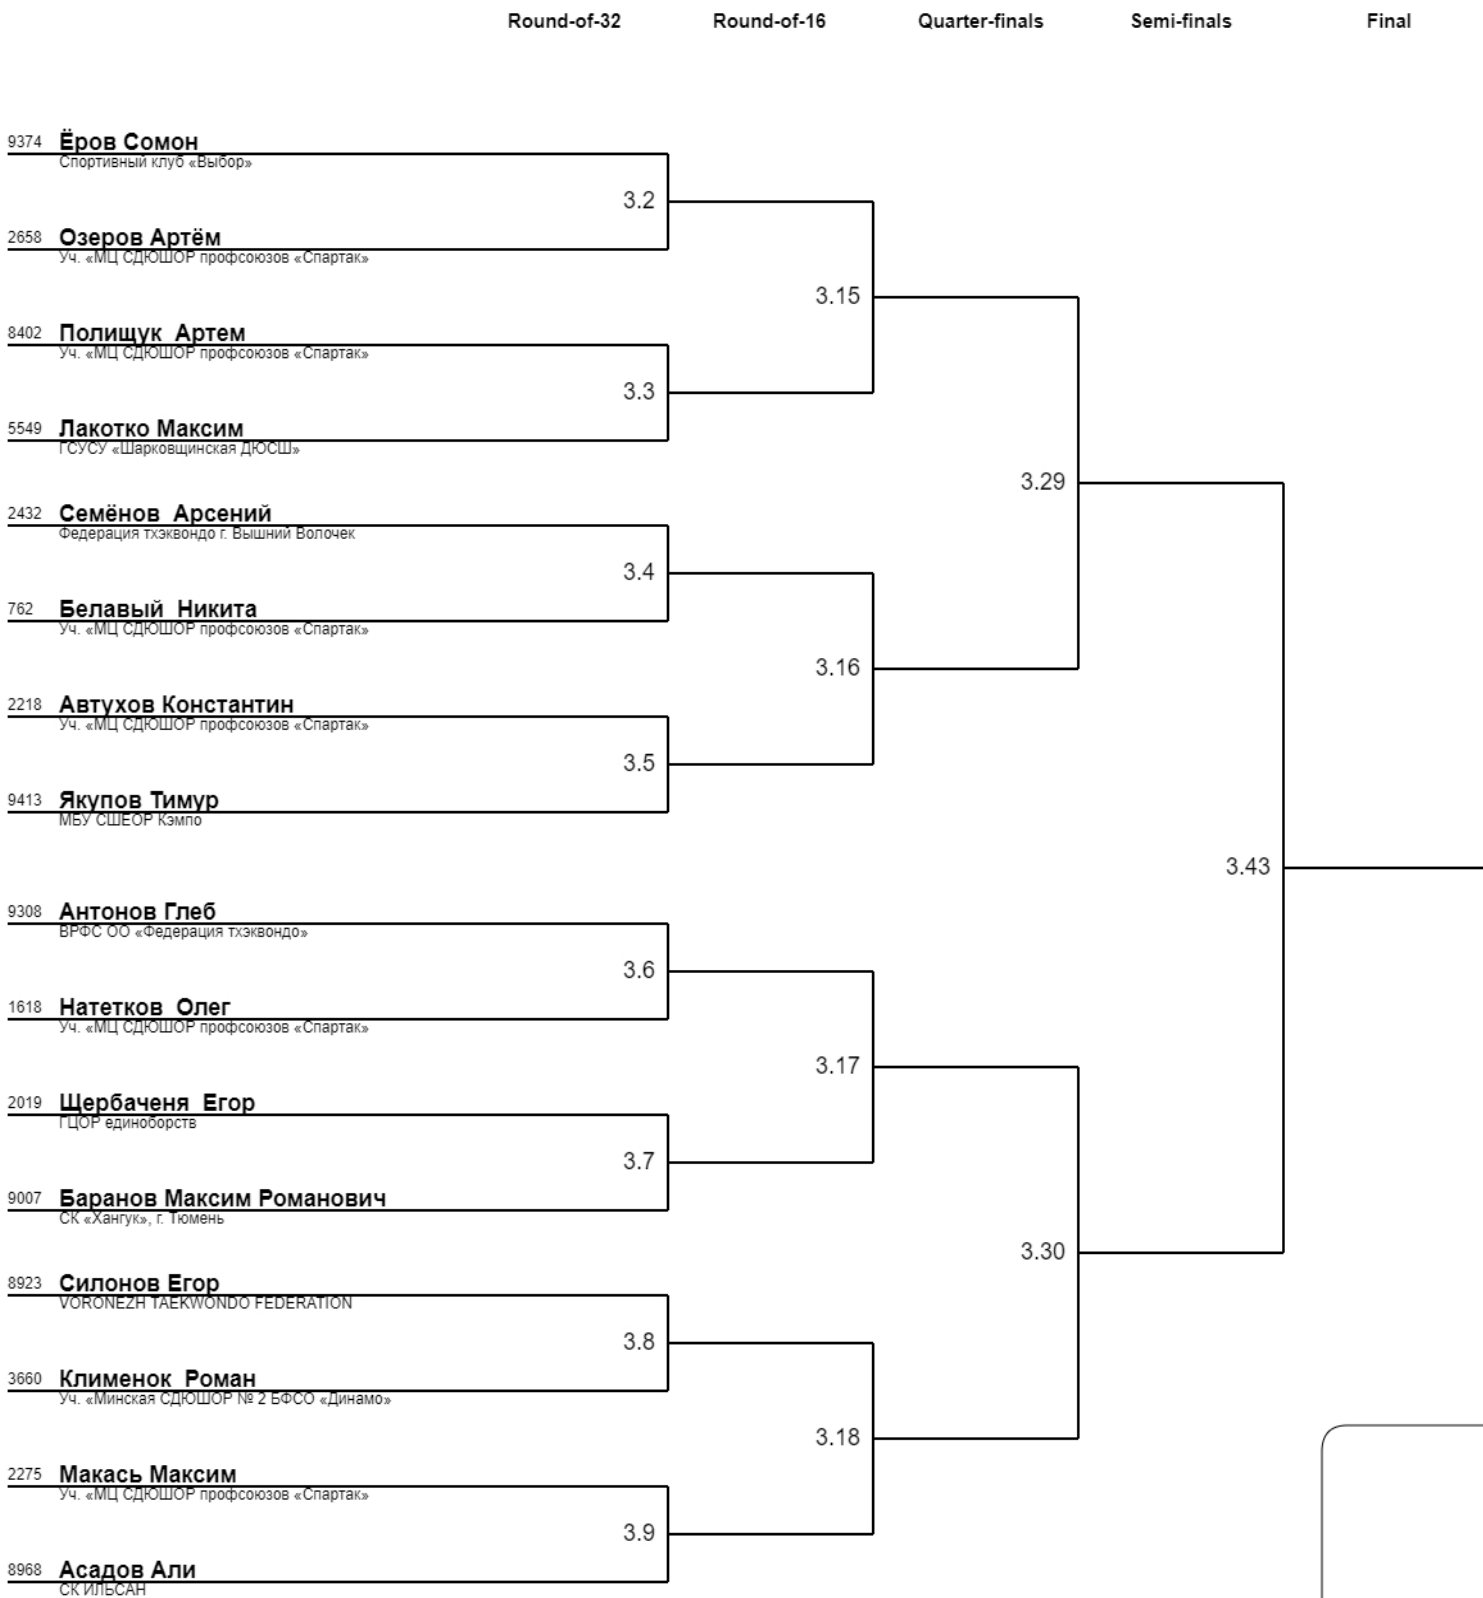 Round-of-32 Round-of-16 Quarter-finals Semi-finals Final
9374 Ёров Сомон
Спортивный клуб «Выбор»
3.2
2658 Озеров Артём
Уч. «МЦ СДЮШОР профсоюзов «Спартак»
3.15
8402 Полищук Артем
Уч. «МЦ СДЮШОР профсоюзов «Спартак»
3.3
5549 Лакотко Максим
ГСУСУ «Шарковщинская ДЮСШ»
3.29
2432 Семёнов Арсений
Федерация тхэквондо г. Вышний Волочек
3.4
762 Белавый Никита
Уч. «МЦ СДЮШОР профсоюзов «Спартак»
3.16
2218 Автухов Константин
Уч. «МЦ СДЮШОР профсоюзов «Спартак»
3.5
9413 Якупов Тимур
МБУ СШЕОР Кэмпо
3.43
9308 Антонов Глеб
ВРФС ОО «Федерация тхэквондо»
3.6
1618 Натетков Олег
Уч. «МЦ СДЮШОР профсоюзов «Спартак»
3.17
2019 Щербаченя Егор
ГЦОР единоборств
3.7
9007 Баранов Максим Романович
СК «Хангук», г. Тюмень
3.30
8923 Силонов Егор
VORONEZH TAEKWONDO FEDERATION
3.8
3660 Клименок Роман
Уч. «Минская СДЮШОР № 2 БФСО «Динамо»
3.18
2275 Макась Максим
Уч. «МЦ СДЮШОР профсоюзов «Спартак»
3.9
8968 Асадов Али
СК ИЛЬСАН